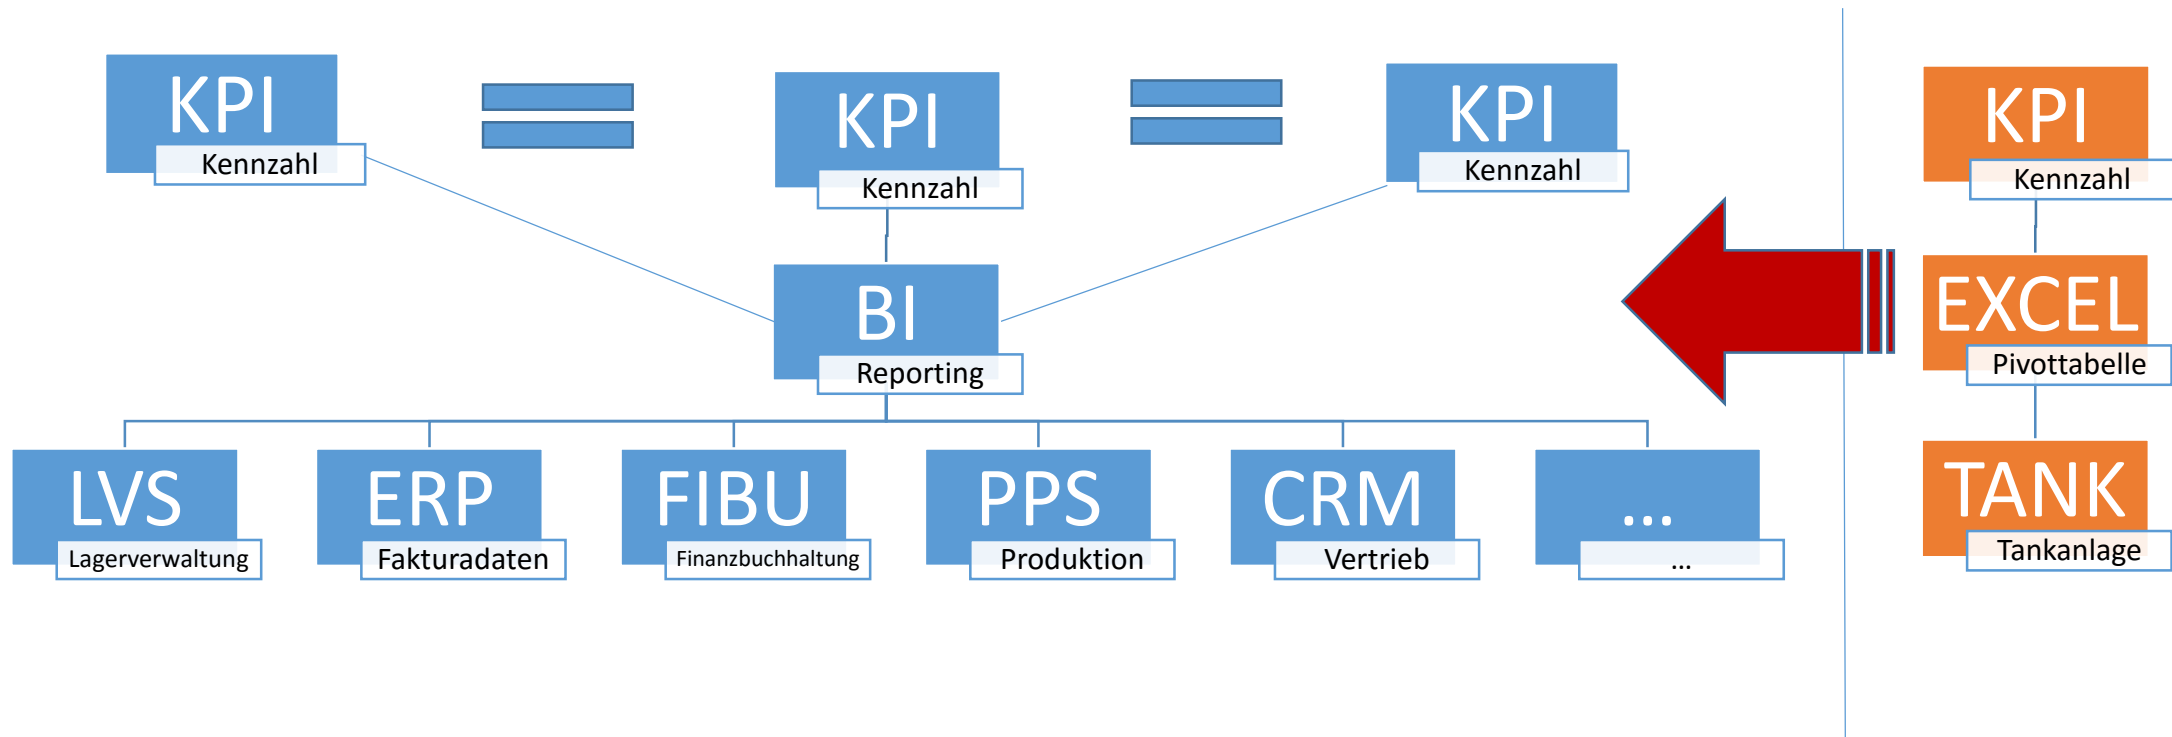 KPI
Kennzahl
KPI
Kennzahl
KPI
Kennzahl
KPI
Kennzahl
BI
Reporting
EXCEL
Pivottabelle
LVS
Lagerverwaltung
ERP
Fakturadaten
FIBU
Finanzbuchhaltung
PPS
Produktion
CRM
Vertrieb
...
...
TANK
Tankanlage